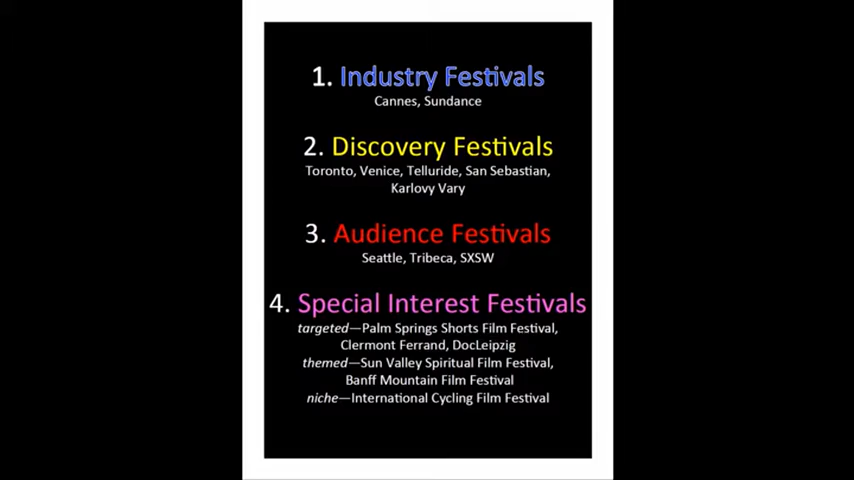 1. Industry Festivals
Cannes, Sundance
2. Discovery Festivals
Toronto, Venice, Telluride, San Sebastian,
Karlovy Vary
3. Audience Festivals
Seattle, Tribeca, SXSW
4. Special Interest Festivals
targeted—Palm Springs Shorts Film Festival,
Clermont Ferrand, DocLeipzig
themed—Sun Valley Spiritual Film Festival,
Banff Mountain Film Festival
niche—International Cycling Film Festival